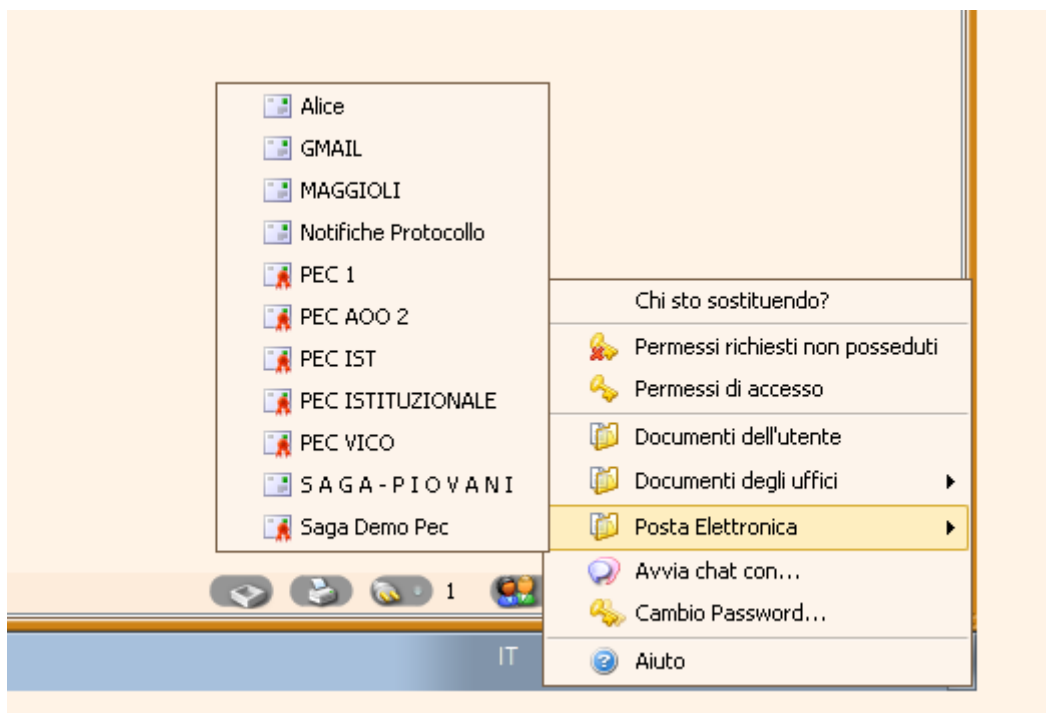 Alice
GMAIL
MAGGIOLI
Notifiche Protocollo
PEC 1
PEC AOO 2
PEC IST
PEC ISTITUZIONALE
PEC VICO
S A G A - P I O V A N I
Saga Demo Pec
Chi sto sostituendo?
Permessi richiesti non posseduti
Permessi di accesso
Documenti dell'utente
Documenti degli uffici
Posta Elettronica
Avvia chat con...
Cambio Password...
Aiuto
1
IT